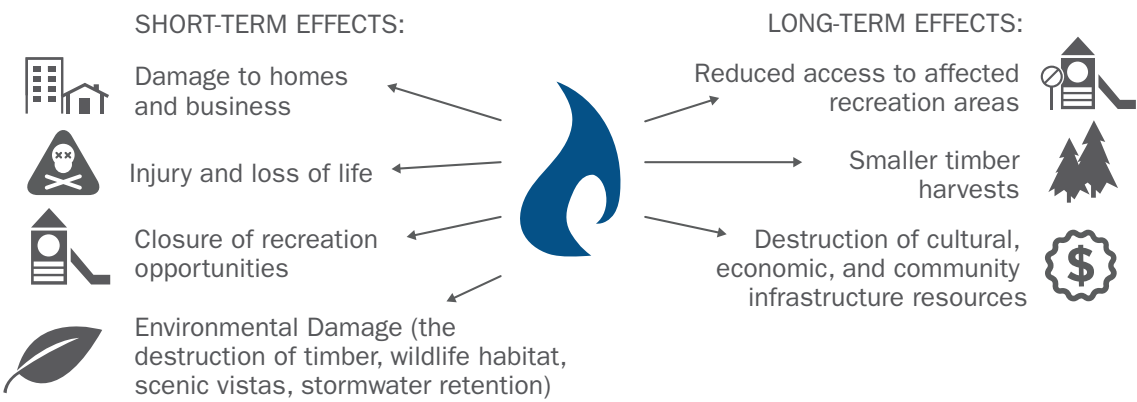 SHORT-TERM EFFECTS:
Damage to homes
and business
Injury and loss of life
Closure of recreation
opportunities
Environmental Damage (the
destruction of timber, wildlife habitat,
scenic vistas, stormwater retention)
LONG-TERM EFFECTS:
Reduced access to affected
recreation areas
Smaller timber
harvests
Destruction of cultural,
economic, and community
infrastructure resources
$